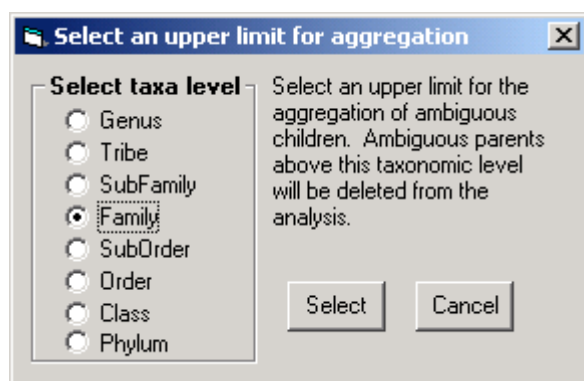 Select an upper limit for aggregation
Select taxa level
Genus
Tribe
SubFamily
Family
SubOrder
Order
Class
Phylum
Select an upper limit for the
aggregation of ambiguous
children. Ambiguous parents
above this taxonomic level
will be deleted from the
analysis.
Select
Cancel